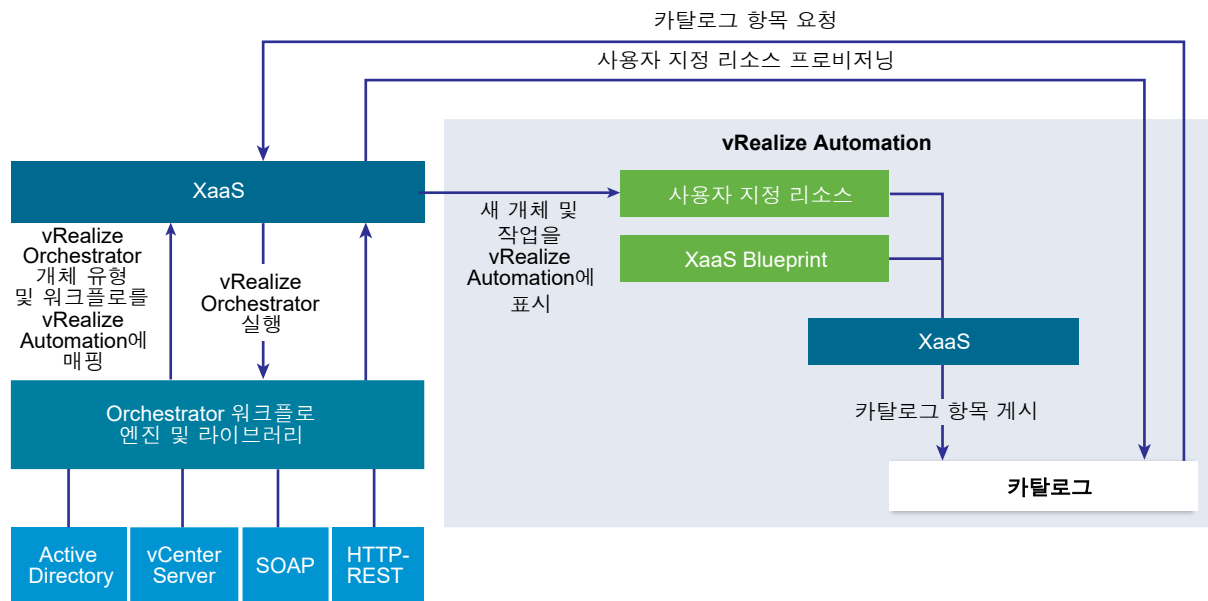 카탈로그 항목 요청
사용자 지정 리소스 프로비저닝
vRealize Automation
XaaS
사용자 지정 리소스
새 개체 및
작업을
vRealize
Automation에
표시
XaaS Blueprint
vRealize
Orchestrator
개체 유형
및 워크플로를
vRealize
Automation에
매핑
vRealize
Orchestrator
실행
XaaS
카탈로그 항목 게시
Orchestrator 워크플로
엔진 및 라이브러리
카탈로그
Active
Directory
vCenter
Server
SOAP
HTTP-
REST